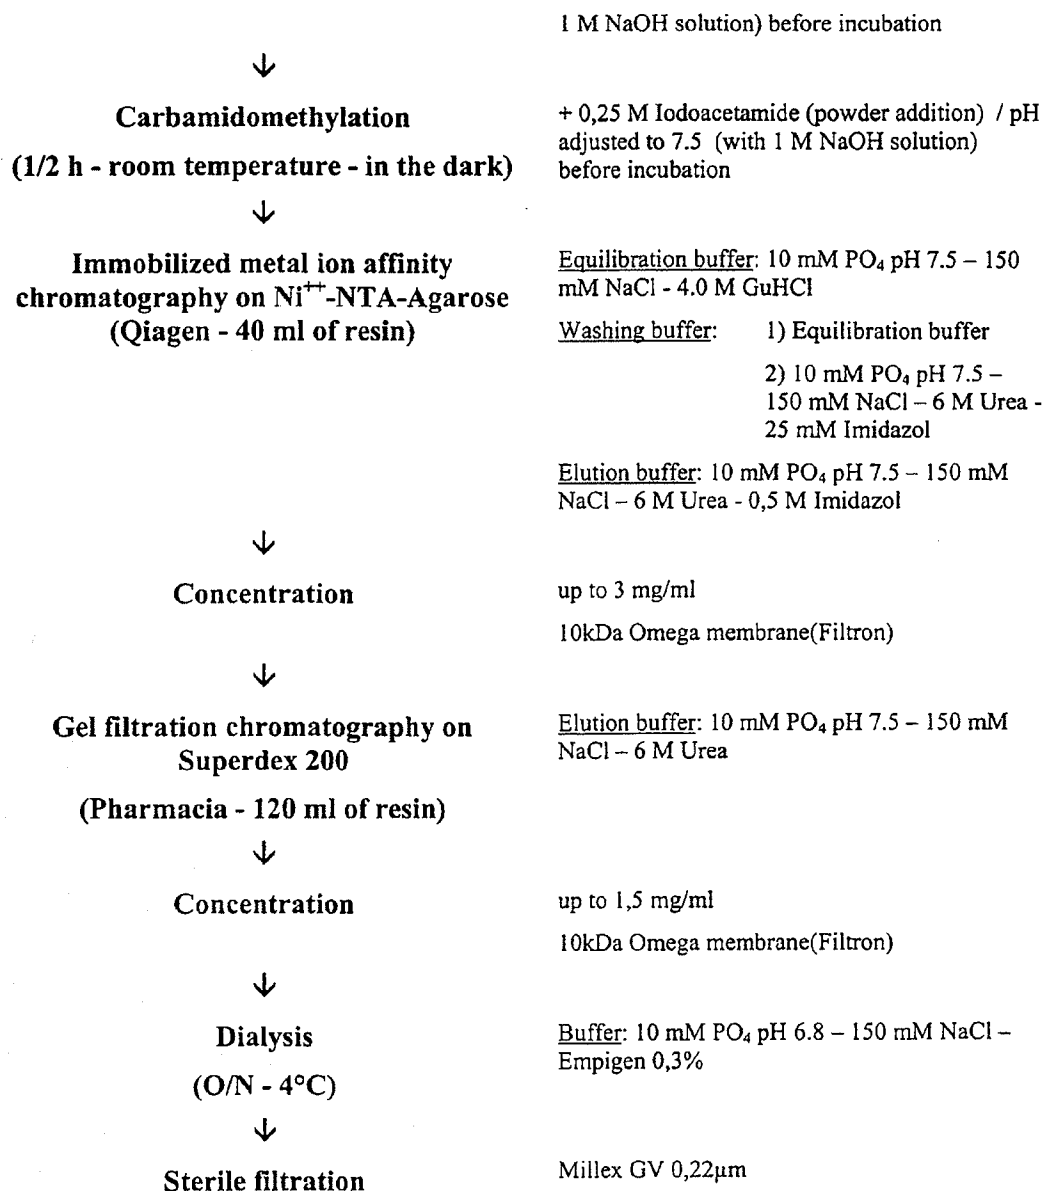 1 M NaOH solution) before incubation
↓
Carbamidomethylation
(1/2 h - room temperature - in the dark)
+ 0,25 M Iodoacetamide (powder addition) / pH
adjusted to 7.5 (with 1 M NaOH solution)
before incubation
↓
Immobilized metal ion affinity
chromatography on Ni⁺⁺-NTA-Agarose
(Qiagen - 40 ml of resin)
Equilibration buffer: 10 mM PO₄ pH 7.5 – 150
mM NaCl - 4.0 M GuHCl
Washing buffer: 1) Equilibration buffer
2) 10 mM PO₄ pH 7.5 –
150 mM NaCl – 6 M Urea -
25 mM Imidazol
Elution buffer: 10 mM PO₄ pH 7.5 – 150 mM
NaCl – 6 M Urea - 0,5 M Imidazol
↓
Concentration
up to 3 mg/ml
10kDa Omega membrane(Filtron)
↓
Gel filtration chromatography on
Superdex 200
(Pharmacia - 120 ml of resin)
Elution buffer: 10 mM PO₄ pH 7.5 – 150 mM
NaCl – 6 M Urea
↓
Concentration
up to 1,5 mg/ml
10kDa Omega membrane(Filtron)
↓
Dialysis
(O/N - 4°C)
Buffer: 10 mM PO₄ pH 6.8 – 150 mM NaCl –
Empigen 0,3%
↓
Sterile filtration
Millex GV 0,22µm